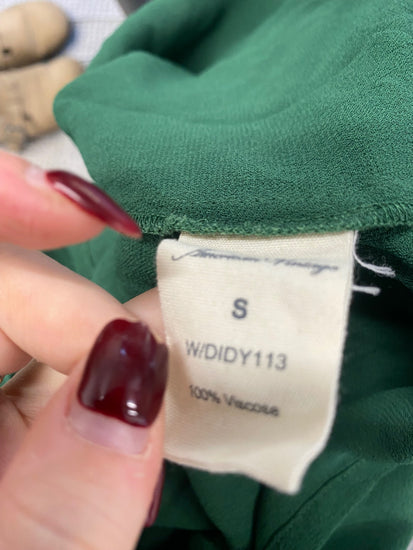 American Vintage
S
W/DIDY113
100% Viscose